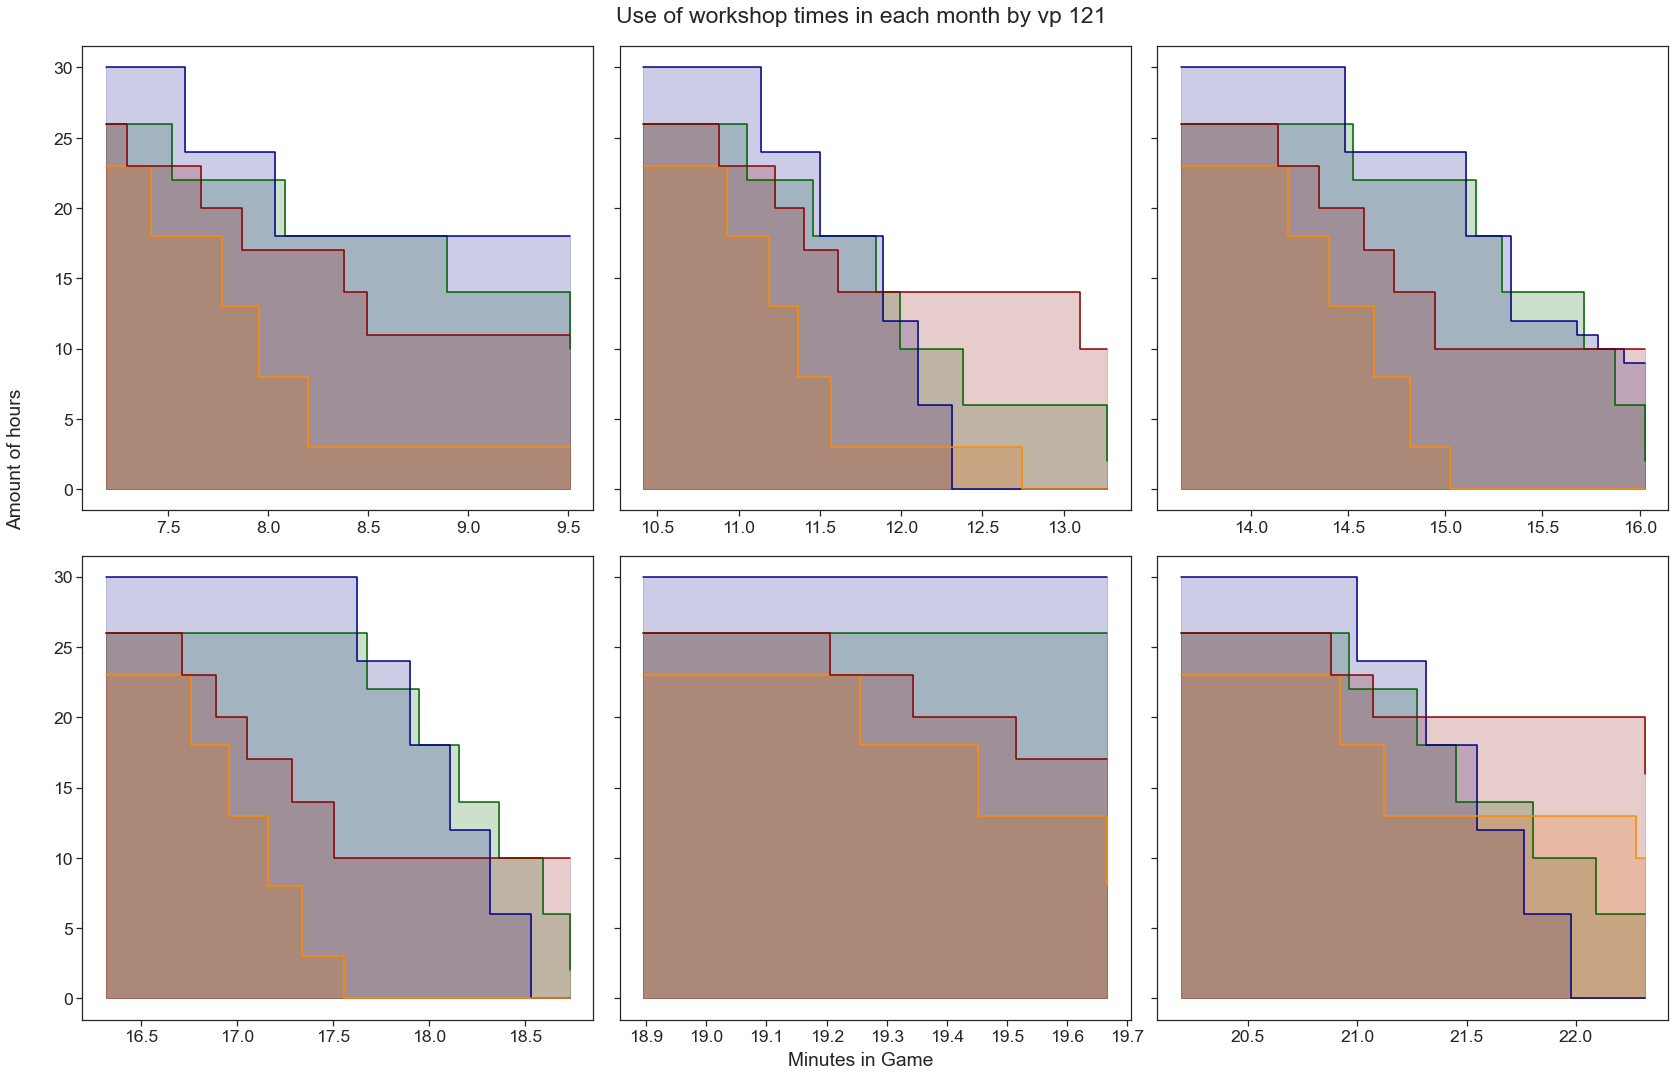 Use of workshop times in each month by vp 121
Amount of hours
30
25
20
15
10
5
0
7.5 8.0 8.5 9.0 9.5
10.5 11.0 11.5 12.0 12.5 13.0
14.0 14.5 15.0 15.5 16.0
30
25
20
15
10
5
0
16.5 17.0 17.5 18.0 18.5
18.9 19.0 19.1 19.2 19.3 19.4 19.5 19.6 19.7
20.5 21.0 21.5 22.0
Minutes in Game